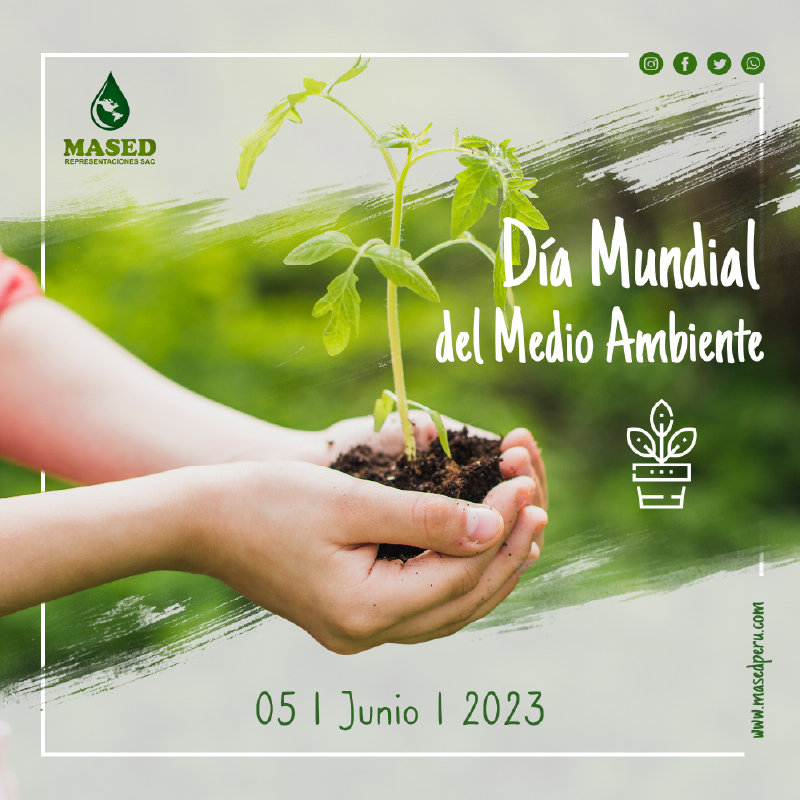 MASED
REPRESENTACIONES SAC
Día Mundial
del Medio Ambiente
05 | Junio | 2023
www.masedperu.com